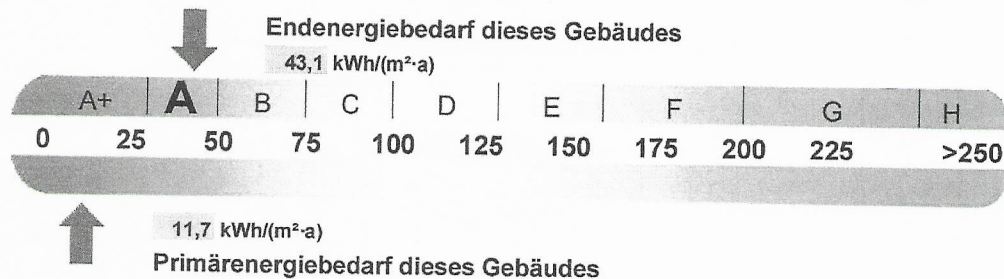 Endenergiebedarf dieses Gebäudes
43,1 kWh/(m²·a)
A+ A B C D E F G H
0 25 50 75 100 125 150 175 200 225 >250
11,7 kWh/(m²·a)
Primärenergiebedarf dieses Gebäudes